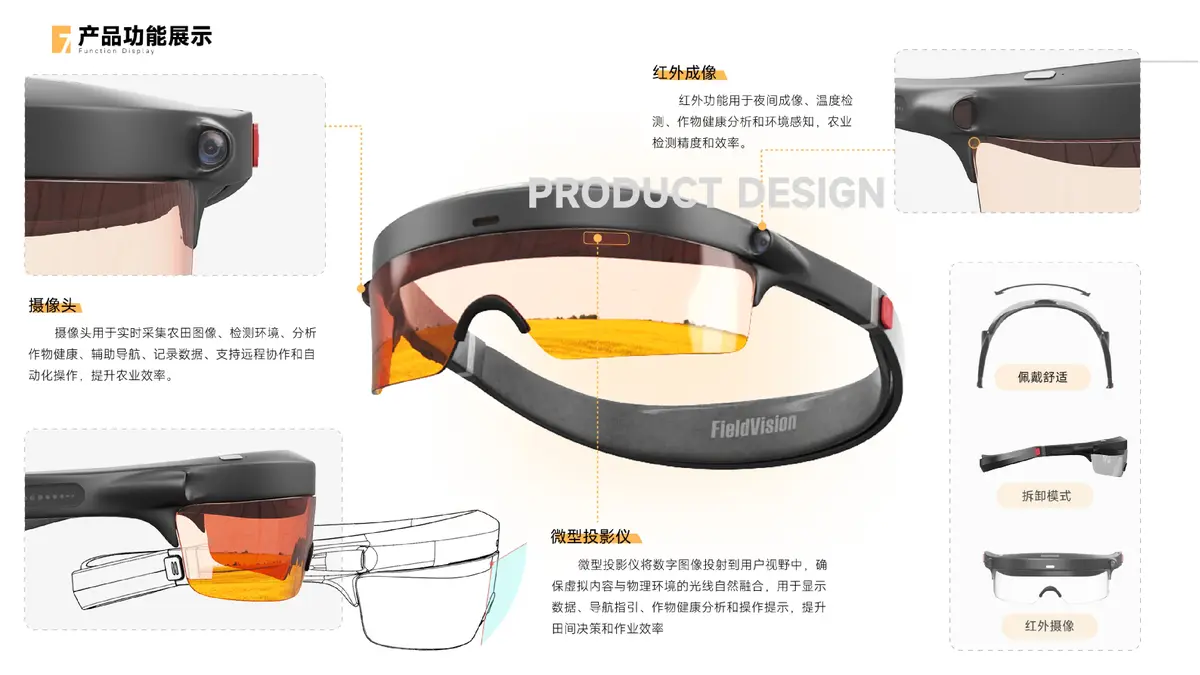 7
产品功能展示
Function Display
红外成像
红外功能用于夜间成像、温度检
测、作物健康分析和环境感知，农业
检测精度和效率。
PRODUCT DESIGN
摄像头
摄像头用于实时采集农田图像、检测环境、分析
作物健康、辅助导航、记录数据、支持远程协作和自
动化操作，提升农业效率。
FieldVision
佩戴舒适
拆卸模式
红外摄像
微型投影仪
微型投影仪将数字图像投射到用户视野中，确
保虚拟内容与物理环境的光线自然融合，用于显示
数据、导航指引、作物健康分析和操作提示，提升
田间决策和作业效率